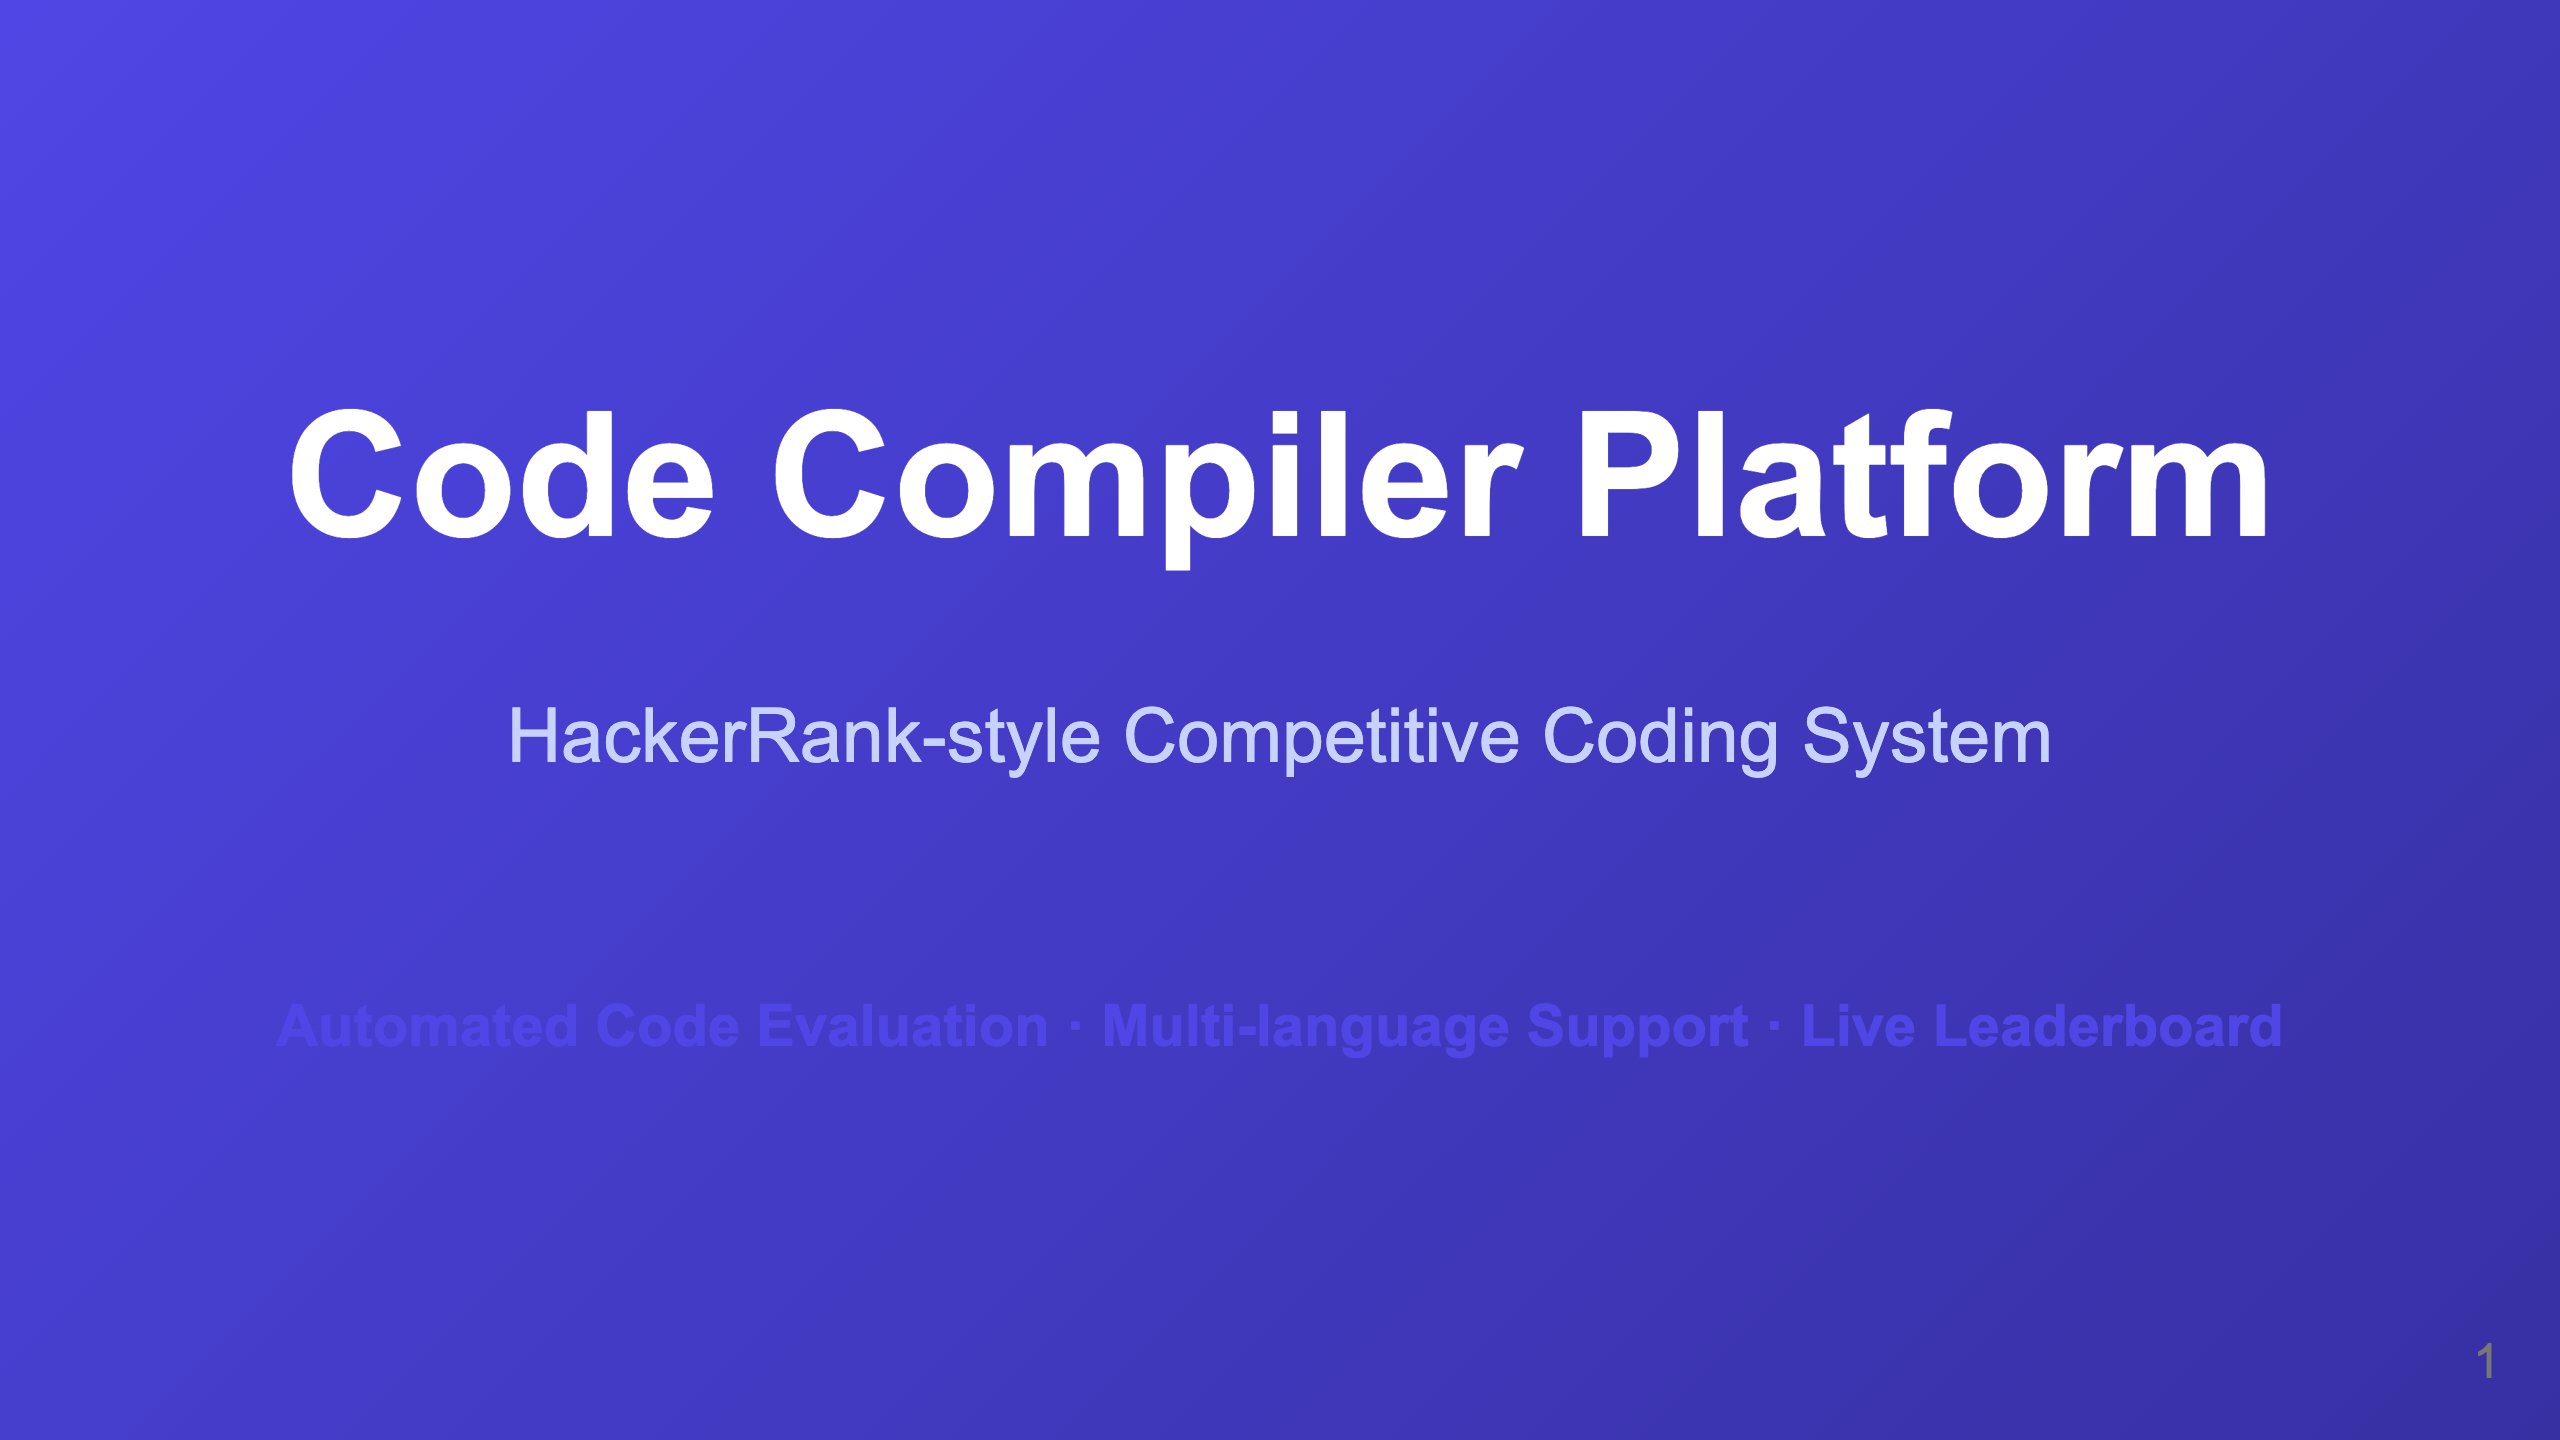 Code Compiler Platform
HackerRank-style Competitive Coding System
Automated Code Evaluation · Multi-language Support · Live Leaderboard
1